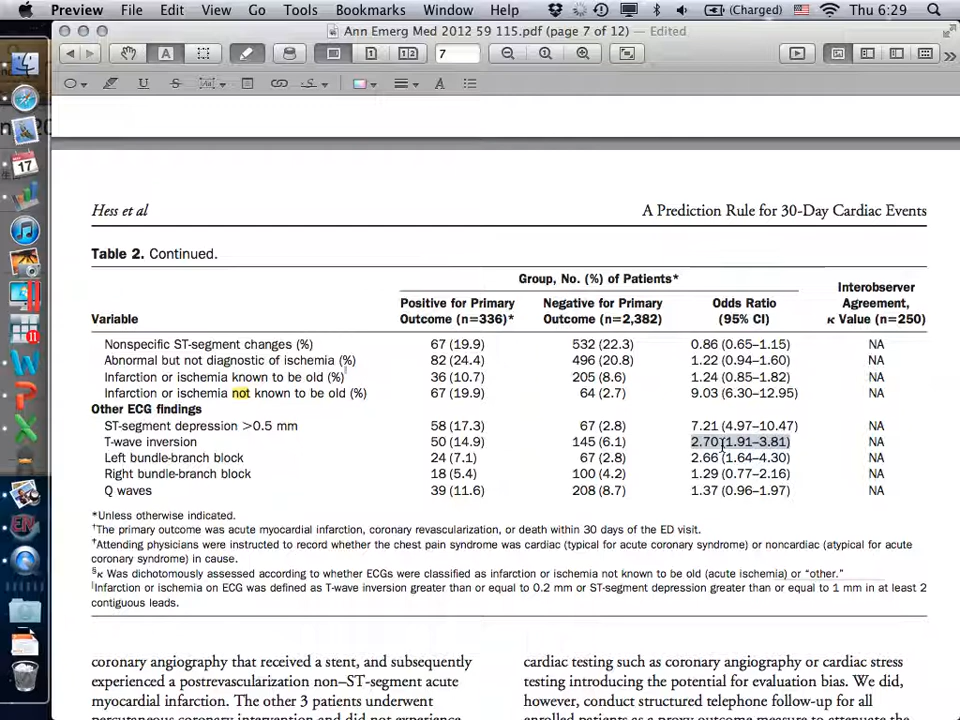 Preview File Edit View Go Tools Bookmarks Window Help (Charged) Thu 6:29
Ann Emerg Med 2012 59 115.pdf (page 7 of 12) — Edited
7
Hess et al A Prediction Rule for 30-Day Cardiac Events
Table 2. Continued.
Group, No. (%) of Patients*
Interobserver
Positive for Primary Negative for Primary Odds Ratio Agreement,
Variable Outcome (n=336)* Outcome (n=2,382) (95% CI) κ Value (n=250)
Nonspecific ST-segment changes (%) 67 (19.9) 532 (22.3) 0.86 (0.65–1.15) NA
Abnormal but not diagnostic of ischemia (%) 82 (24.4) 496 (20.8) 1.22 (0.94–1.60) NA
Infarction or ischemia known to be old (%)‖ 36 (10.7) 205 (8.6) 1.24 (0.85–1.82) NA
Infarction or ischemia not known to be old (%) 67 (19.9) 64 (2.7) 9.03 (6.30–12.95) NA
Other ECG findings
ST-segment depression >0.5 mm 58 (17.3) 67 (2.8) 7.21 (4.97–10.47) NA
T-wave inversion 50 (14.9) 145 (6.1) 2.70 (1.91–3.81) NA
Left bundle-branch block 24 (7.1) 67 (2.8) 2.66 (1.64–4.30) NA
Right bundle-branch block 18 (5.4) 100 (4.2) 1.29 (0.77–2.16) NA
Q waves 39 (11.6) 208 (8.7) 1.37 (0.96–1.97) NA
*Unless otherwise indicated.
†The primary outcome was acute myocardial infarction, coronary revascularization, or death within 30 days of the ED visit.
†Attending physicians were instructed to record whether the chest pain syndrome was cardiac (typical for acute coronary syndrome) or noncardiac (atypical for acute
coronary syndrome) in cause.
§κ Was dichotomously assessed according to whether ECGs were classified as infarction or ischemia not known to be old (acute ischemia) or “other.”
‖Infarction or ischemia on ECG was defined as T-wave inversion greater than or equal to 0.2 mm or ST-segment depression greater than or equal to 1 mm in at least 2
contiguous leads.
coronary angiography that received a stent, and subsequently
experienced a postrevascularization non–ST-segment acute
myocardial infarction. The other 3 patients underwent
percutaneous coronary intervention and did not experience
cardiac testing such as coronary angiography or cardiac stress
testing introducing the potential for evaluation bias. We did,
however, conduct structured telephone follow-up for all
enrolled patients as a proxy outcome measure to attenuate the
17
11